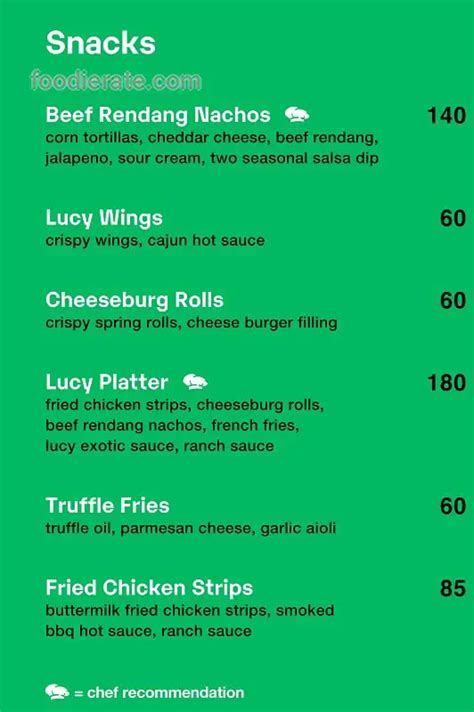 Snacks
foodierate.com
Beef Rendang Nachos 140
corn tortillas, cheddar cheese, beef rendang,
jalapeno, sour cream, two seasonal salsa dip
Lucy Wings 60
crispy wings, cajun hot sauce
Cheeseburg Rolls 60
crispy spring rolls, cheese burger filling
Lucy Platter 180
fried chicken strips, cheeseburg rolls,
beef rendang nachos, french fries,
lucy exotic sauce, ranch sauce
Truffle Fries 60
truffle oil, parmesan cheese, garlic aioli
Fried Chicken Strips 85
buttermilk fried chicken strips, smoked
bbq hot sauce, ranch sauce
= chef recommendation